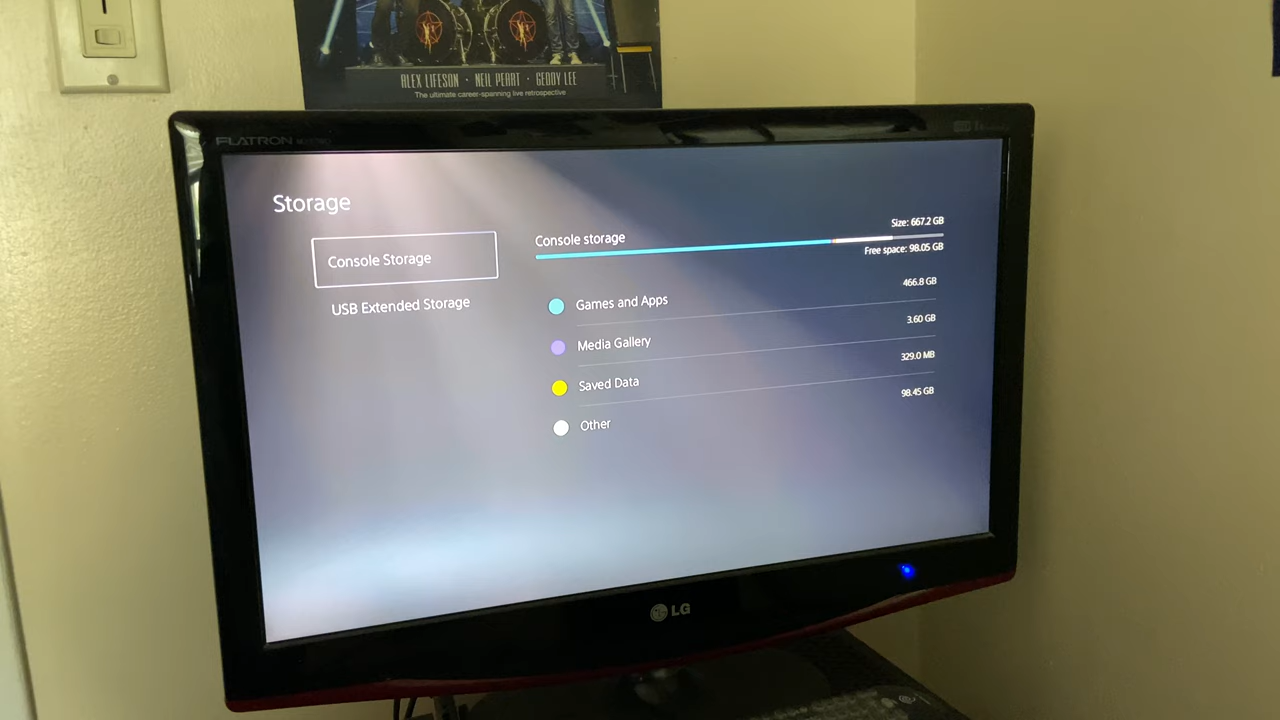 ALEX LIFESON · NEIL PEART · GEDDY LEE
The ultimate career-spanning live retrospective
FLATRON
Storage
Console Storage
USB Extended Storage
Console storage
Size: 667.2 GB
Free space: 98.05 GB
Games and Apps
466.8 GB
Media Gallery
3.60 GB
Saved Data
329.0 MB
Other
98.45 GB
LG